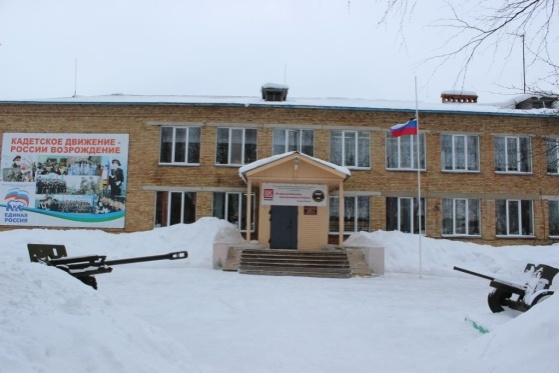 КАДЕТСКОЕ ДВИЖЕНИЕ -
РОССИИ ВОЗРОЖДЕНИЕ
ЕДИНАЯ
РОССИЯ